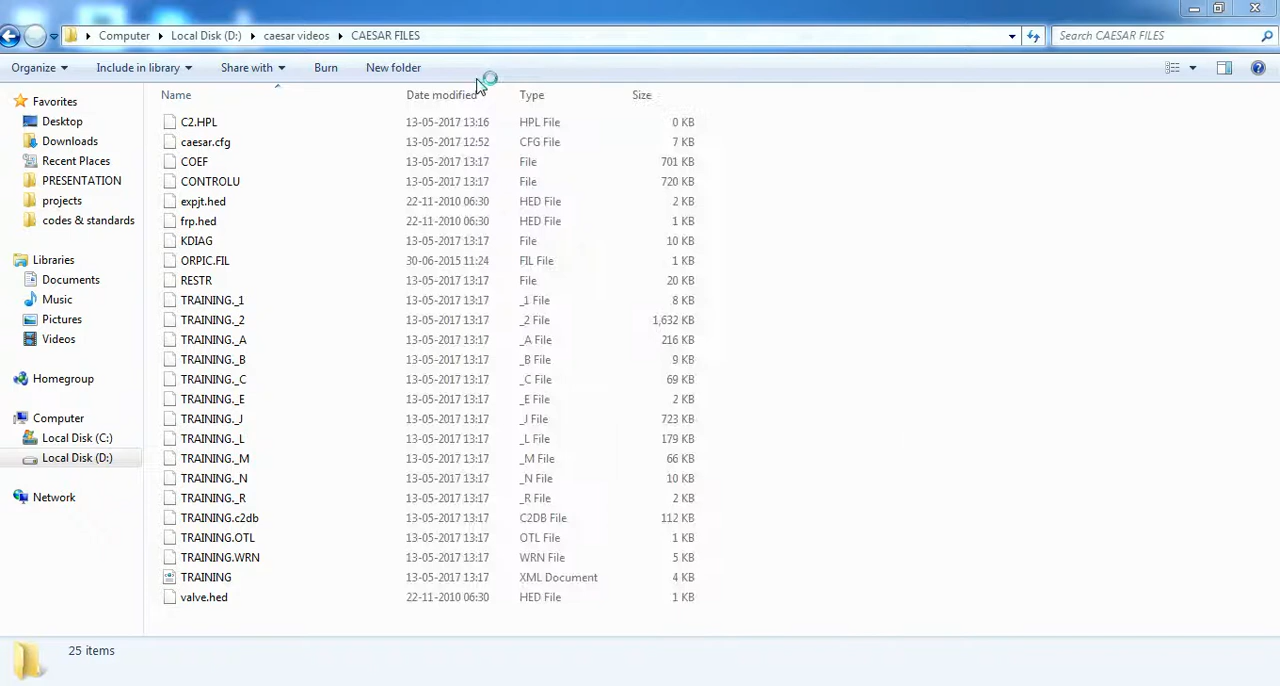 Computer Local Disk (D:) caesar videos CAESAR FILES Search CAESAR FILES
Organize Include in library Share with Burn New folder
Favorites
Desktop
Downloads
Recent Places
PRESENTATION
projects
codes & standards
Libraries
Documents
Music
Pictures
Videos
Homegroup
Computer
Local Disk (C:)
Local Disk (D:)
Network
Name Date modified Type Size
C2.HPL 13-05-2017 13:16 HPL File 0 KB
caesar.cfg 13-05-2017 12:52 CFG File 7 KB
COEF 13-05-2017 13:17 File 701 KB
CONTROLU 13-05-2017 13:17 File 720 KB
expjt.hed 22-11-2010 06:30 HED File 2 KB
frp.hed 22-11-2010 06:30 HED File 1 KB
KDIAG 13-05-2017 13:17 File 10 KB
ORPIC.FIL 30-06-2015 11:24 FIL File 1 KB
RESTR 13-05-2017 13:17 File 20 KB
TRAINING._1 13-05-2017 13:17 _1 File 8 KB
TRAINING._2 13-05-2017 13:17 _2 File 1,632 KB
TRAINING._A 13-05-2017 13:17 _A File 216 KB
TRAINING._B 13-05-2017 13:17 _B File 9 KB
TRAINING._C 13-05-2017 13:17 _C File 69 KB
TRAINING._E 13-05-2017 13:17 _E File 2 KB
TRAINING._J 13-05-2017 13:17 _J File 723 KB
TRAINING._L 13-05-2017 13:17 _L File 179 KB
TRAINING._M 13-05-2017 13:17 _M File 66 KB
TRAINING._N 13-05-2017 13:17 _N File 10 KB
TRAINING._R 13-05-2017 13:17 _R File 2 KB
TRAINING.c2db 13-05-2017 13:17 C2DB File 112 KB
TRAINING.OTL 13-05-2017 13:17 OTL File 1 KB
TRAINING.WRN 13-05-2017 13:17 WRN File 5 KB
TRAINING 13-05-2017 13:17 XML Document 4 KB
valve.hed 22-11-2010 06:30 HED File 1 KB
25 items